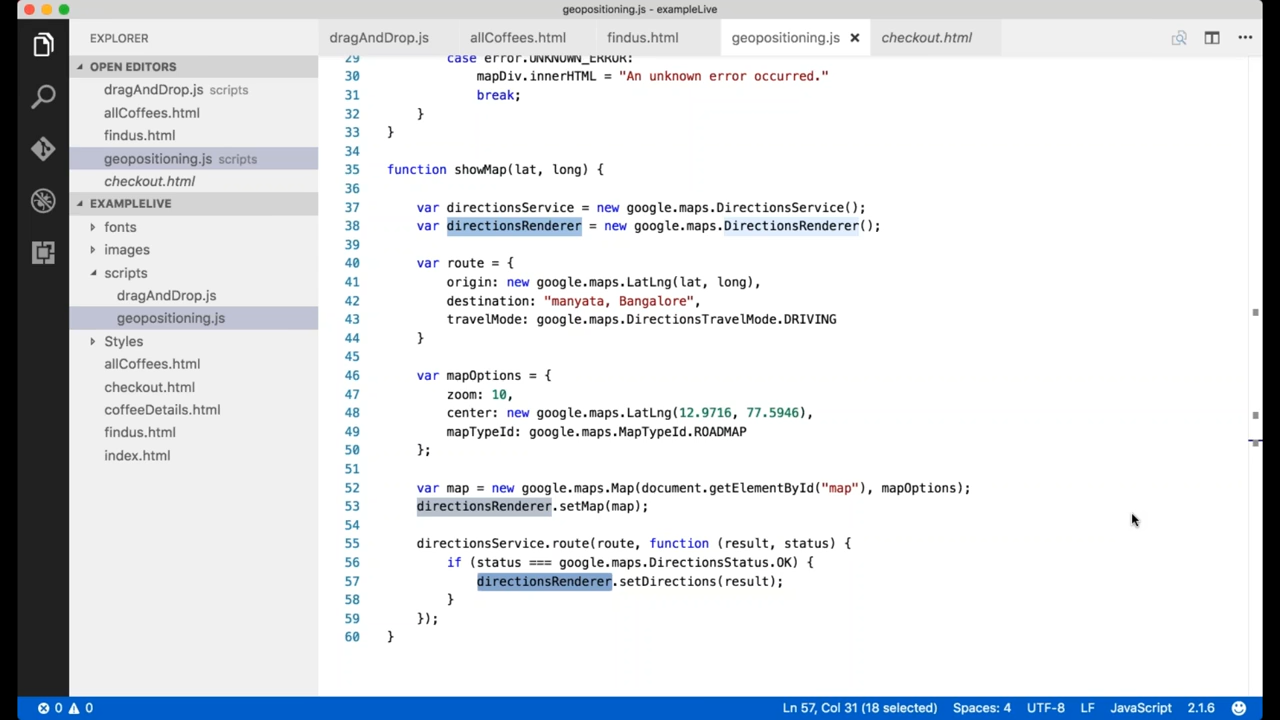 geopositioning.js - exampleLive
EXPLORER
OPEN EDITORS
dragAndDrop.js scripts
allCoffees.html
findus.html
geopositioning.js scripts
checkout.html
EXAMPLELIVE
fonts
images
scripts
dragAndDrop.js
geopositioning.js
Styles
allCoffees.html
checkout.html
coffeeDetails.html
findus.html
index.html
dragAndDrop.js allCoffees.html findus.html geopositioning.js checkout.html
29 case error.UNKNOWN_ERROR:
30 mapDiv.innerHTML = "An unknown error occurred."
31 break;
32 }
33 }
34
35 function showMap(lat, long) {
36
37 var directionsService = new google.maps.DirectionsService();
38 var directionsRenderer = new google.maps.DirectionsRenderer();
39
40 var route = {
41 origin: new google.maps.LatLng(lat, long),
42 destination: "manyata, Bangalore",
43 travelMode: google.maps.DirectionsTravelMode.DRIVING
44 }
45
46 var mapOptions = {
47 zoom: 10,
48 center: new google.maps.LatLng(12.9716, 77.5946),
49 mapTypeId: google.maps.MapTypeId.ROADMAP
50 };
51
52 var map = new google.maps.Map(document.getElementById("map"), mapOptions);
53 directionsRenderer.setMap(map);
54
55 directionsService.route(route, function (result, status) {
56 if (status === google.maps.DirectionsStatus.OK) {
57 directionsRenderer.setDirections(result);
58 }
59 });
60 }
0 0 Ln 57, Col 31 (18 selected) Spaces: 4 UTF-8 LF JavaScript 2.1.6